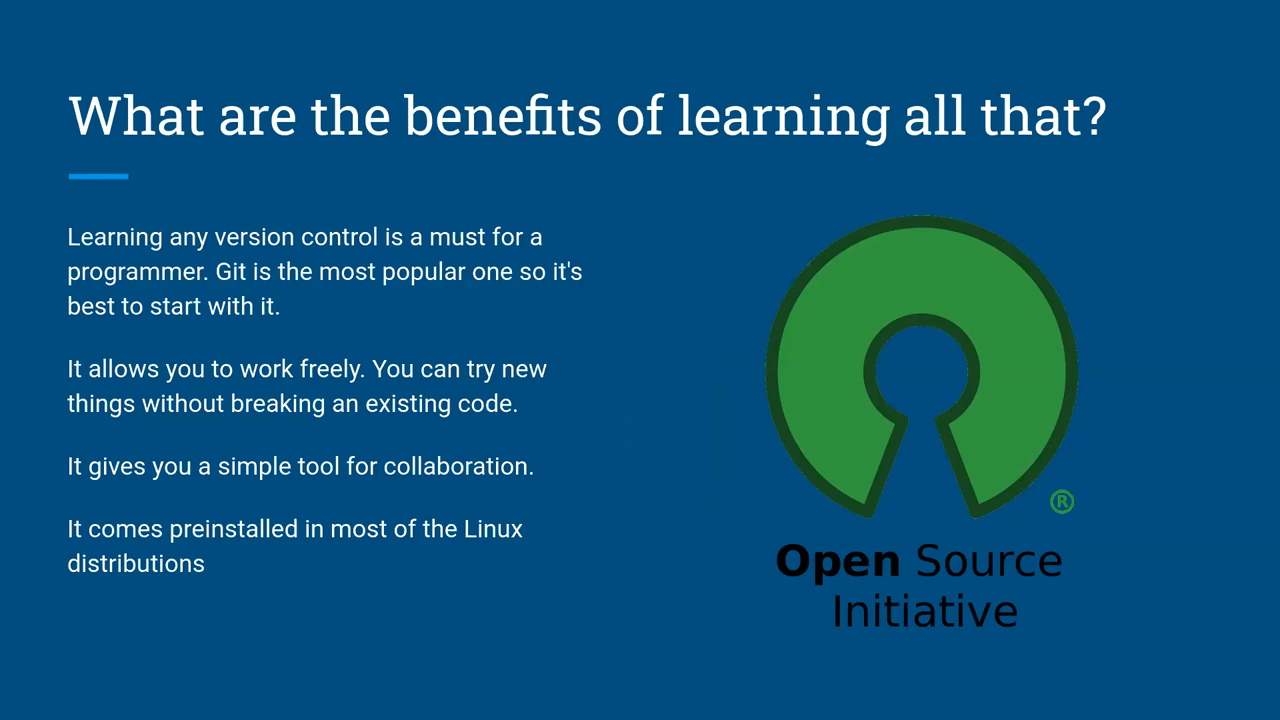 What are the benefits of learning all that?
Learning any version control is a must for a
programmer. Git is the most popular one so it's
best to start with it.
It allows you to work freely. You can try new
things without breaking an existing code.
It gives you a simple tool for collaboration.
It comes preinstalled in most of the Linux
distributions
®
Open Source
Initiative